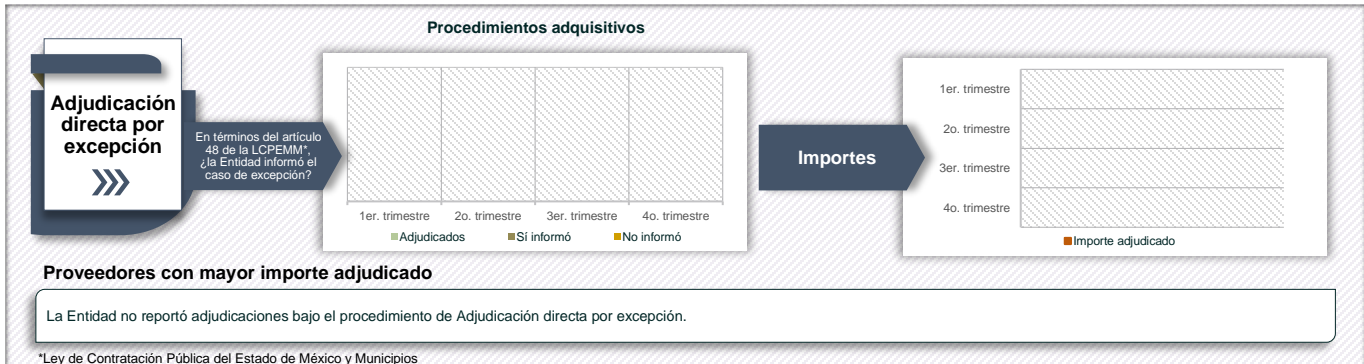 Procedimientos adquisitivos
Adjudicación
directa por
excepción
En términos del artículo
48 de la LCPEMM*,
¿la Entidad informó el
caso de excepción?
1er. trimestre 2o. trimestre 3er. trimestre 4o. trimestre
Adjudicados Sí informó No informó
Importes
1er. trimestre
2o. trimestre
3er. trimestre
4o. trimestre
Importe adjudicado
Proveedores con mayor importe adjudicado
La Entidad no reportó adjudicaciones bajo el procedimiento de Adjudicación directa por excepción.
*Ley de Contratación Pública del Estado de México y Municipios